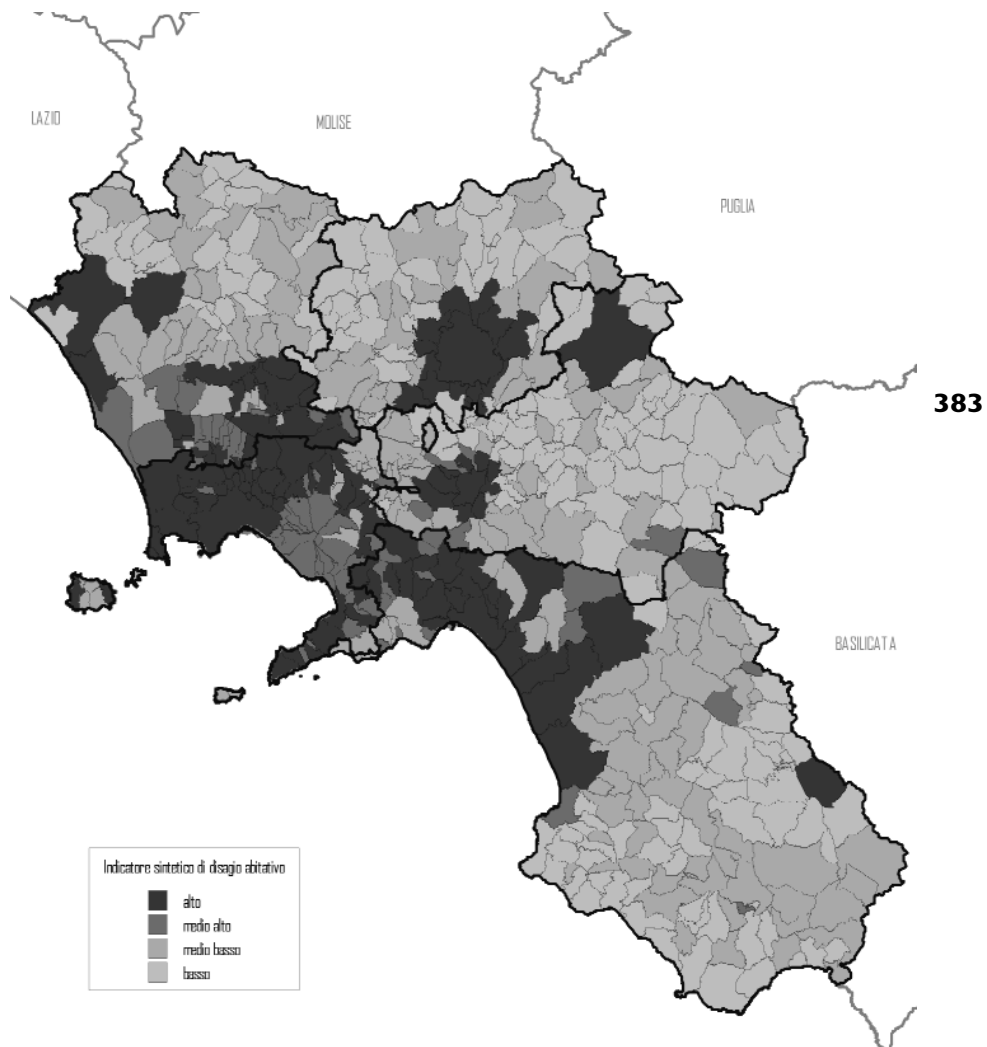 LAZIO
MOLISE
PUGLIA
383
BASILICATA
Indicatore sintetico di disagio abitativo
alto
medio alto
medio basso
basso